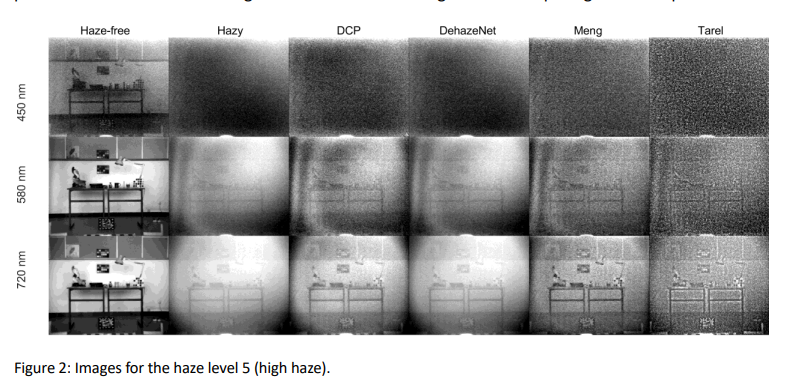 Haze-free Hazy DCP DehazeNet Meng Tarel
450 nm
580 nm
720 nm
Figure 2: Images for the haze level 5 (high haze).